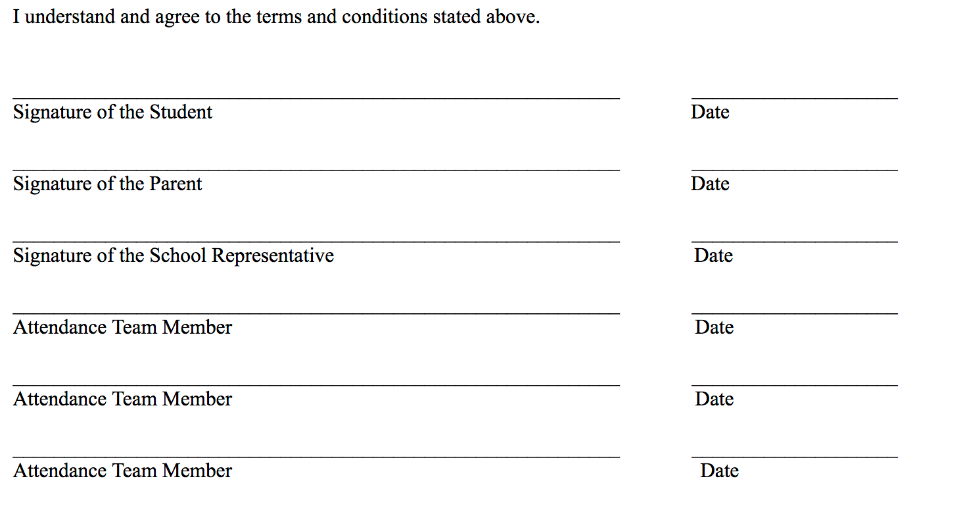 I understand and agree to the terms and conditions stated above.
Signature of the Student Date
Signature of the Parent Date
Signature of the School Representative Date
Attendance Team Member Date
Attendance Team Member Date
Attendance Team Member Date